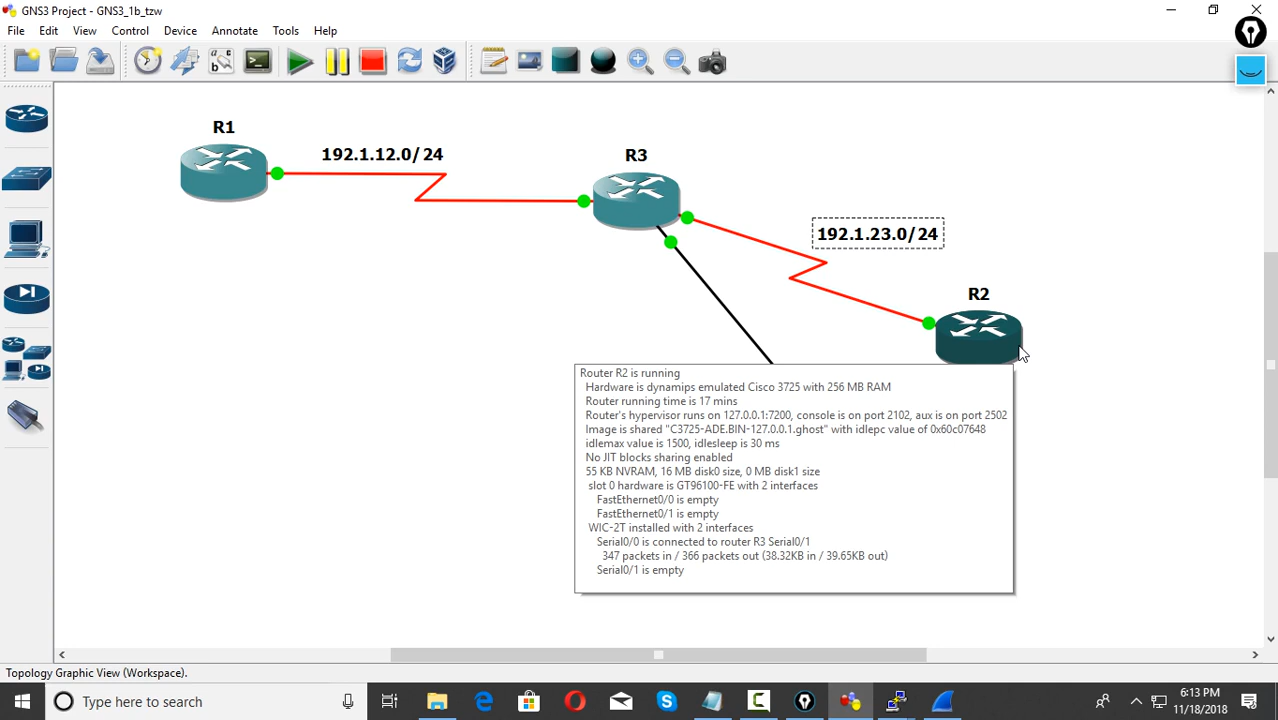 GNS3 Project - GNS3_1b_tzw
File Edit View Control Device Annotate Tools Help
R1
192.1.12.0/24
R3
192.1.23.0/24
R2
Router R2 is running
Hardware is dynamips emulated Cisco 3725 with 256 MB RAM
Router running time is 17 mins
Router's hypervisor runs on 127.0.0.1:7200, console is on port 2102, aux is on port 2502
Image is shared "C3725-ADE.BIN-127.0.0.1.ghost" with idlepc value of 0x60c07648
idlemax value is 1500, idlesleep is 30 ms
No JIT blocks sharing enabled
55 KB NVRAM, 16 MB disk0 size, 0 MB disk1 size
slot 0 hardware is GT96100-FE with 2 interfaces
FastEthernet0/0 is empty
FastEthernet0/1 is empty
WIC-2T installed with 2 interfaces
Serial0/0 is connected to router R3 Serial0/1
347 packets in / 366 packets out (38.32KB in / 39.65KB out)
Serial0/1 is empty
Topology Graphic View (Workspace).
Type here to search
6:13 PM
11/18/2018